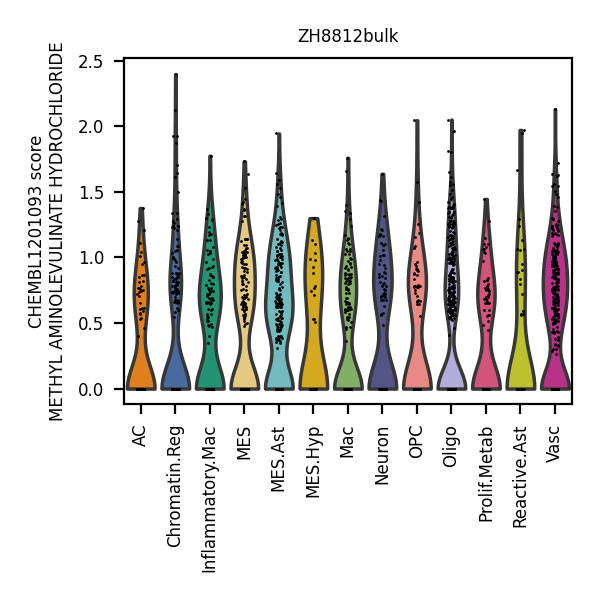 ZH8812bulk
CHEMBL1201093 score
METHYL AMINOLEVULINATE HYDROCHLORIDE
2.5
2.0
1.5
1.0
0.5
0.0
AC
Chromatin.Reg
Inflammatory.Mac
MES
MES.Ast
MES.Hyp
Mac
Neuron
OPC
Oligo
Prolif.Metab
Reactive.Ast
Vasc